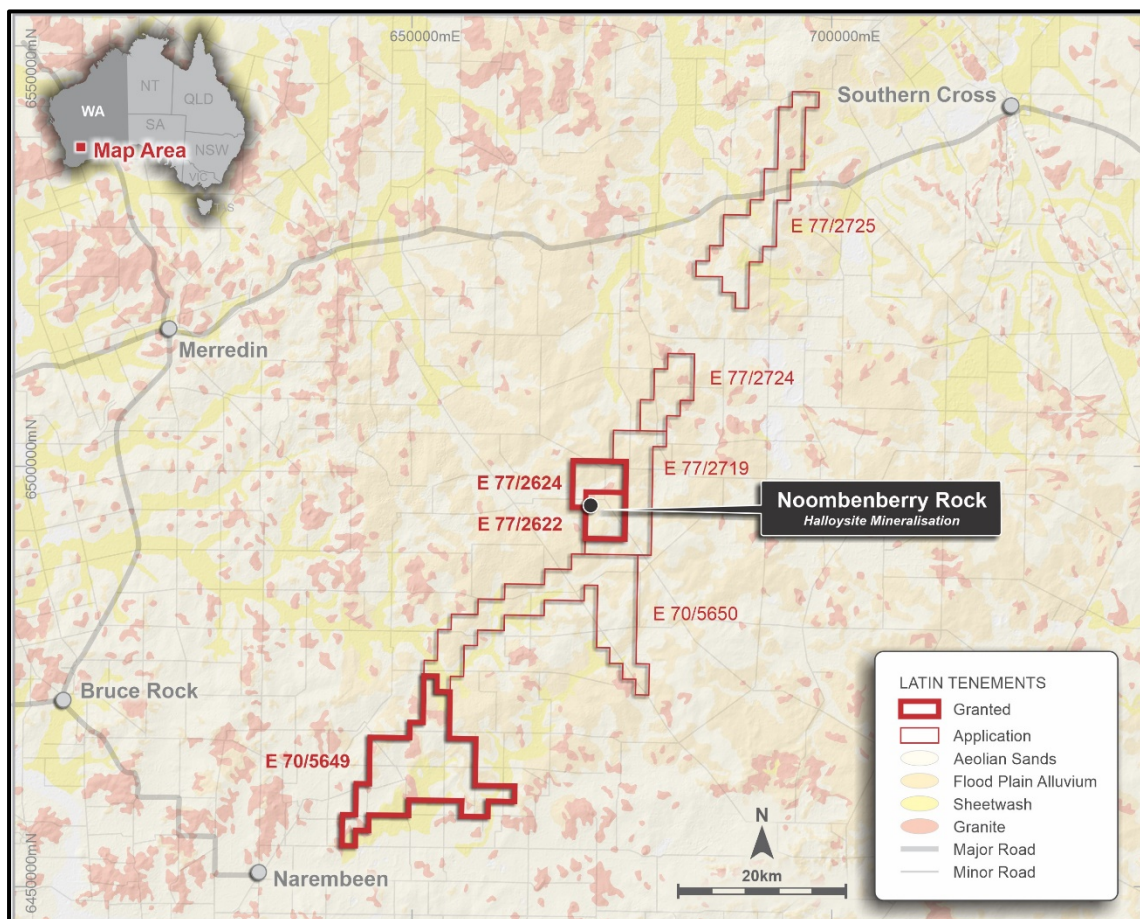 650000mE
700000mE
6550000mN
6500000mN
6450000mN
WA
NT
QLD
SA
NSW
VIC
Map Area
Southern Cross
E 77/2725
Merredin
E 77/2724
E 77/2719
E 77/2624
E 77/2622
Noombenberry Rock
Halloysite Mineralisation
E 70/5650
Bruce Rock
E 70/5649
Narembeen
N
20km
LATIN TENEMENTS
Granted
Application
Aeolian Sands
Flood Plain Alluvium
Sheetwash
Granite
Major Road
Minor Road